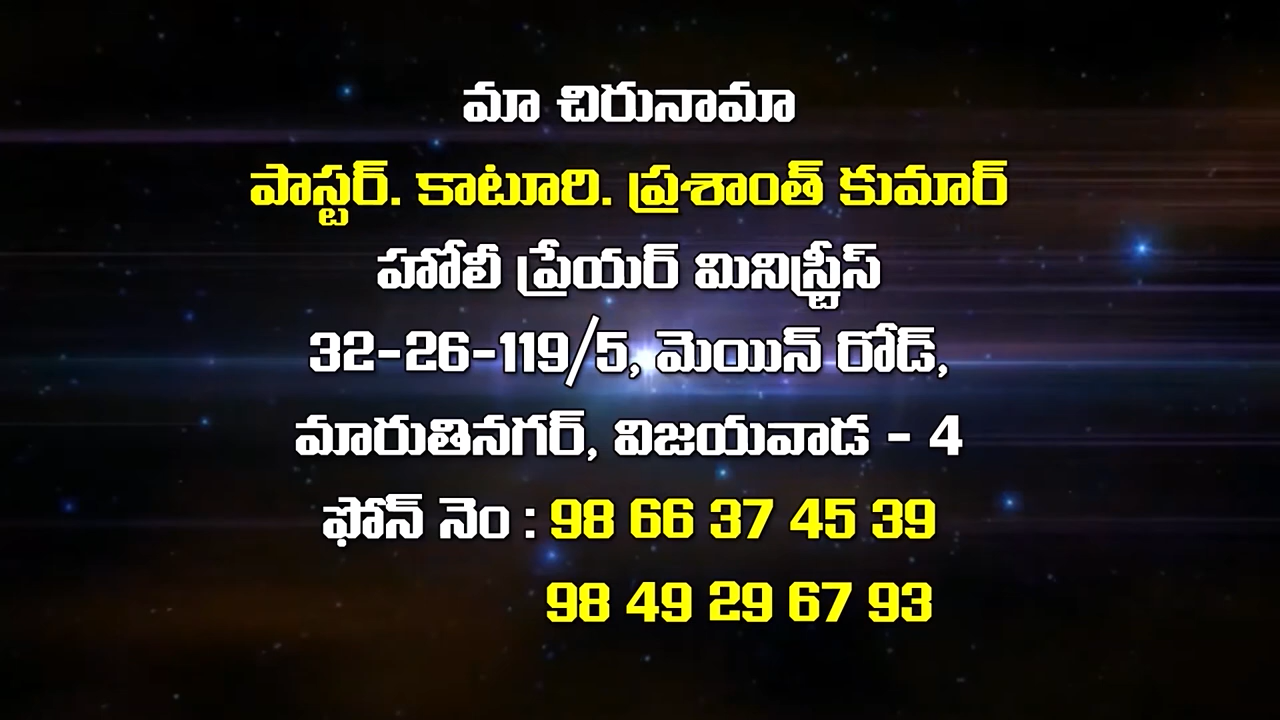 మా చిరునామా
పాస్టర్. కాటూరి. ప్రశాంత్ కుమార్
హోలీ ప్రేయర్ మినిస్ట్రీస్
32-26-119/5, మెయిన్ రోడ్,
మారుతినగర్, విజయవాడ - 4
ఫోన్ నెం : 98 66 37 45 39
98 49 29 67 93